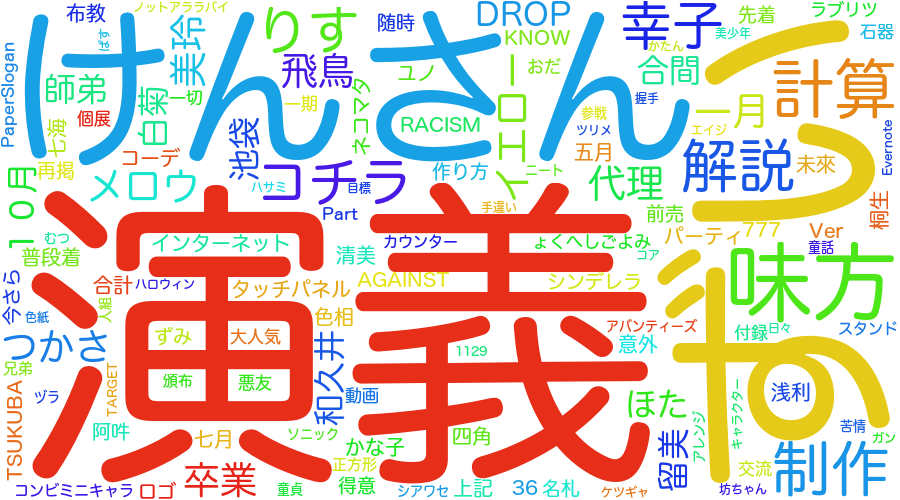 ノットアララバイ
布教
けんさん
りす
随時
DROP
KNOW
幸子
先着
ラブリツ
美少年
石器
かたん
ぱす
PaperSlogan
美玲
飛鳥
ユノ
おだ
合間
計算
師弟
白菊
一切
個展
一期
ネコマタ
RACISM
イエロー
参戦
握手
ツリメ
一月
エイジ
Evernote
七海
再掲
コーデ
池袋
コチラ
目標
ハサミ
作り方
ニート
五月
代理
解説
未來
10月
メロウ
Part
手違い
前売
パーティ
777
Ver
桐生
童話
むつ
普段着
インターネット
清美
カウンター
ょくへしごよみ
コア
今さら
合計
ハロウィン
タッチパネル
AGAINST
シンデレラ
味方
色紙
人組
色相
アバンティーズ
付録
日々
スタンド
つかさ
ずみ
大人気
演義
1129
意外
うね
兄弟
ヅラ
TARGET
頒布
悪友
和久井
動画
浅利
TSUKUBA
阿吽
七月
ソニック
かな子
四角
ほた
留美
アレンジ
キャラクター
苦情
ガン
コンビミニキャラ
ロゴ
卒業
童貞
正方形
得意
シアワセ
上記
36
名札
ケツギャ
交流
坊ちゃん
制作